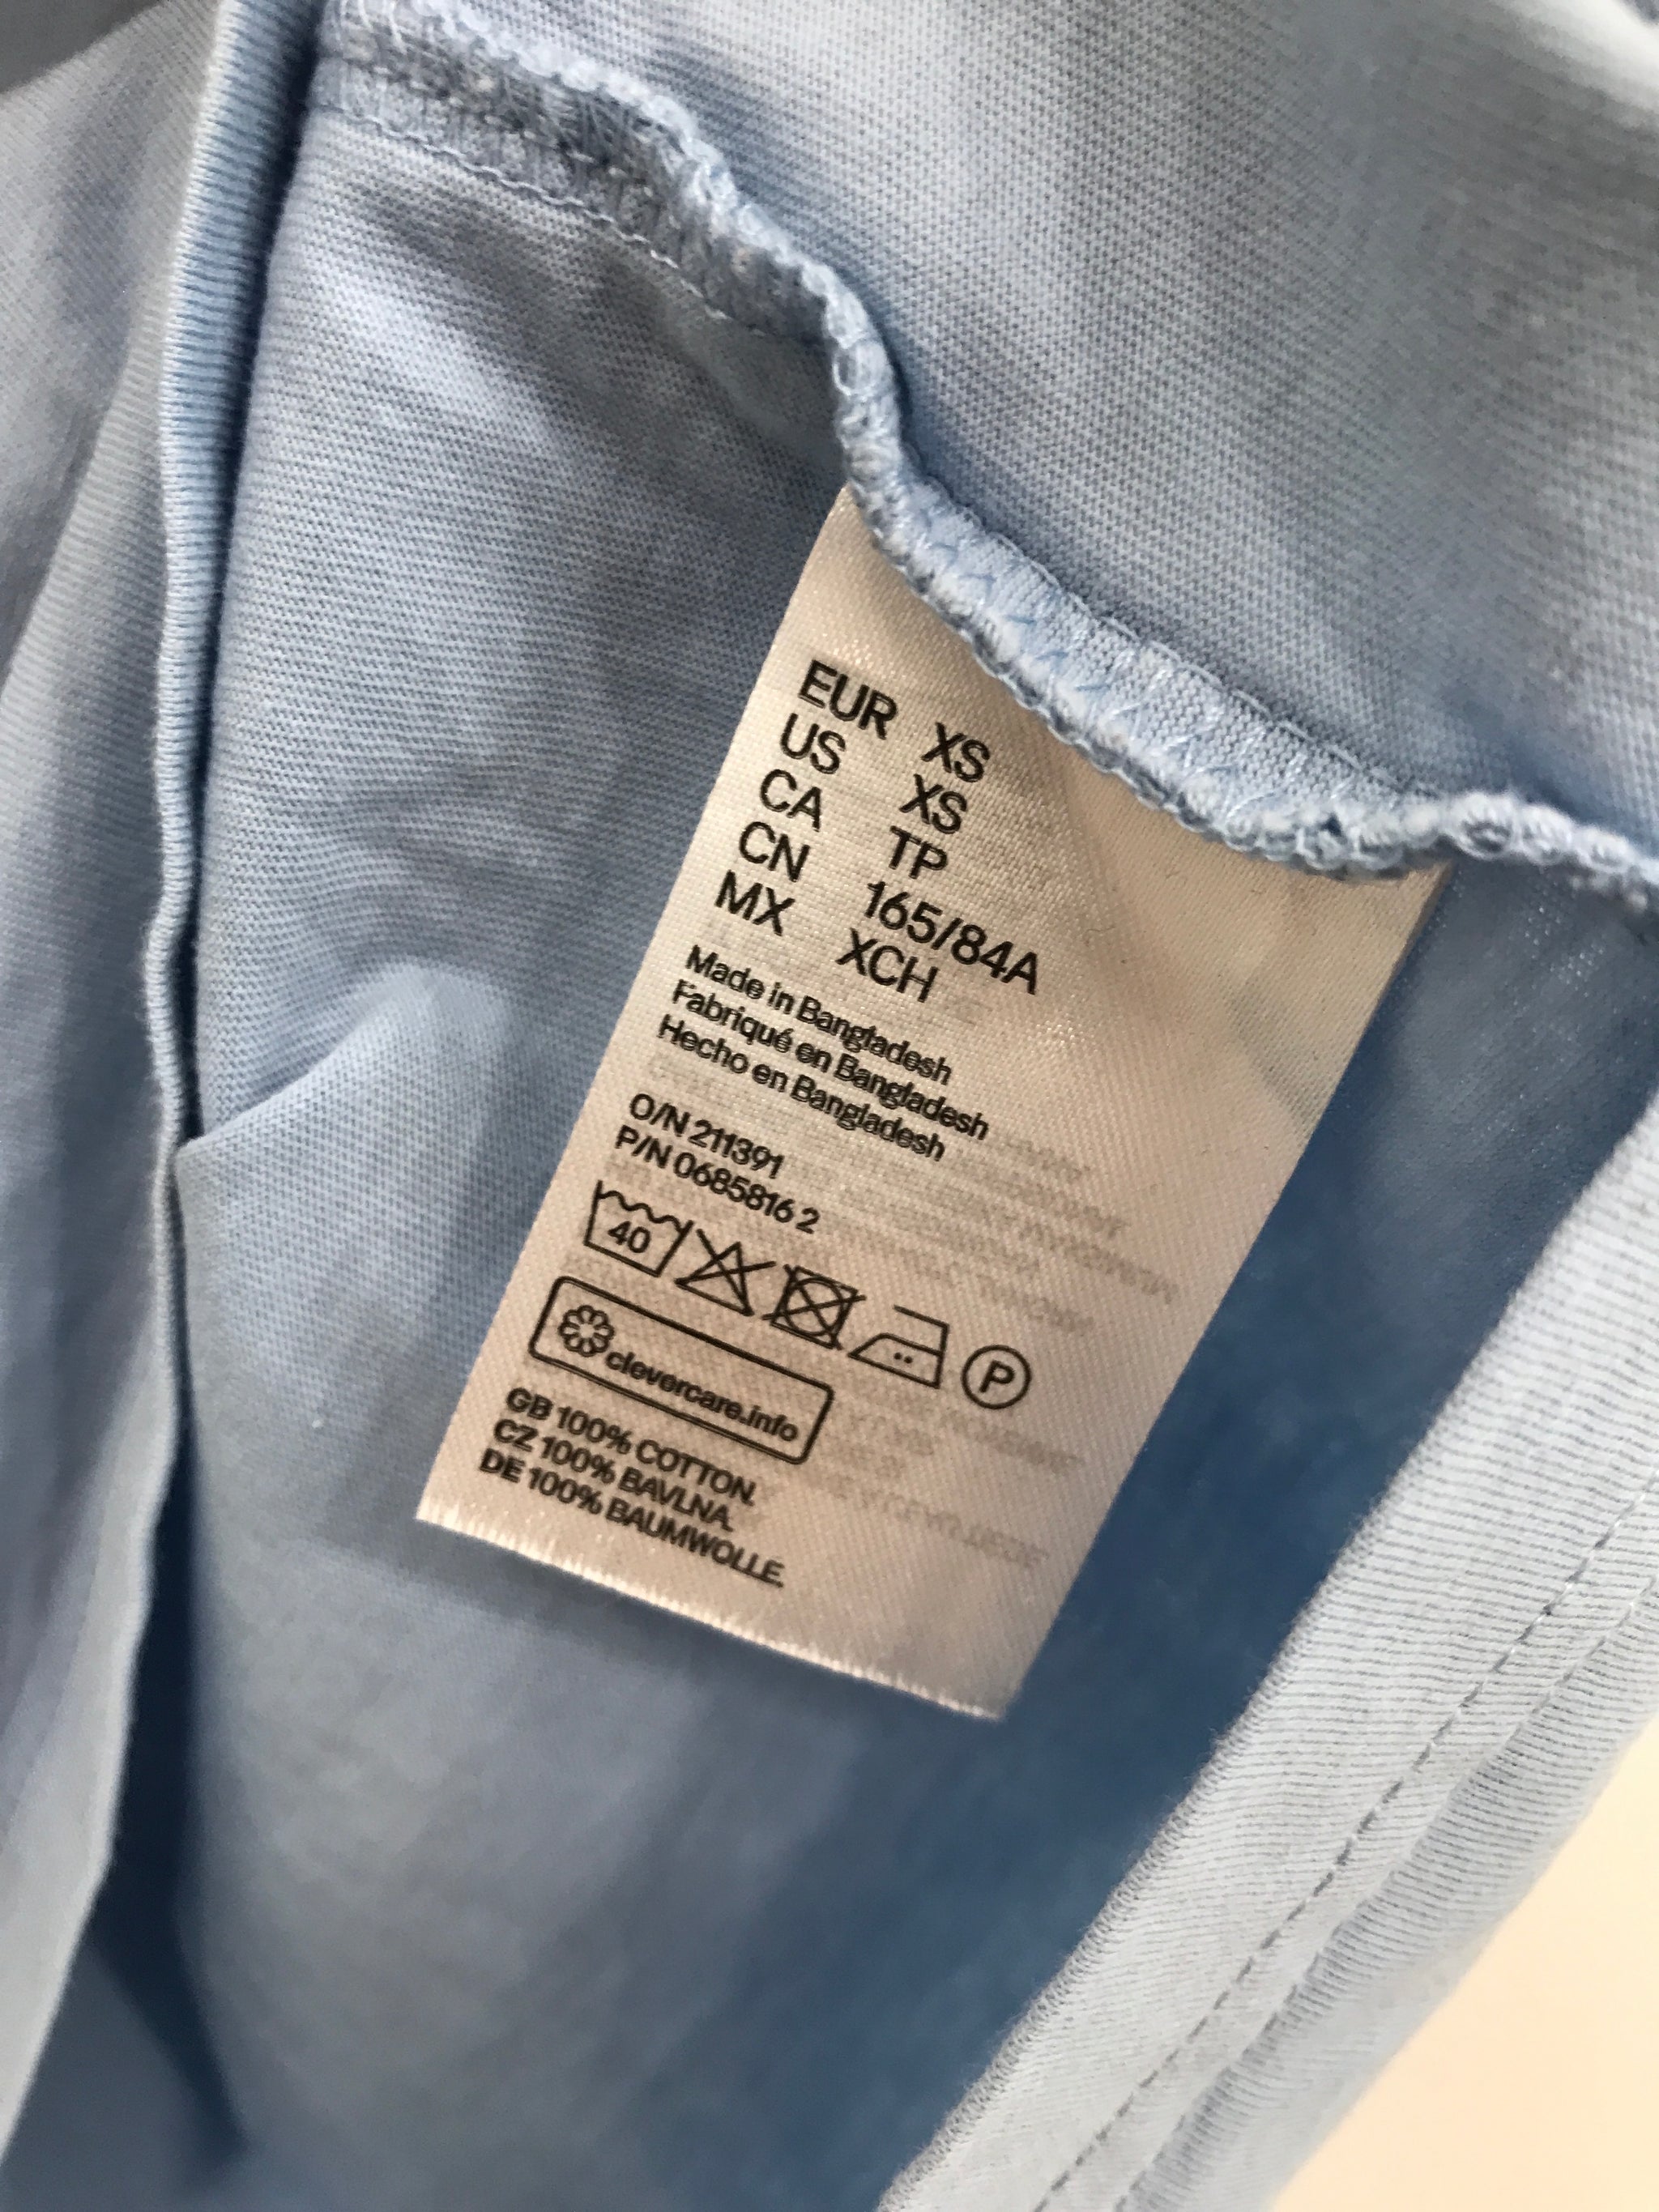 EUR XS
US XS
CA TP
CN 165/84A
MX XCH
Made in Bangladesh
Fabriqué en Bangladesh
Hecho en Bangladesh
O/N 211391
P/N 0685816 2
40 P
clevercare.info
GB 100% COTTON.
CZ 100% BAVLNA.
DE 100% BAUMWOLLE.